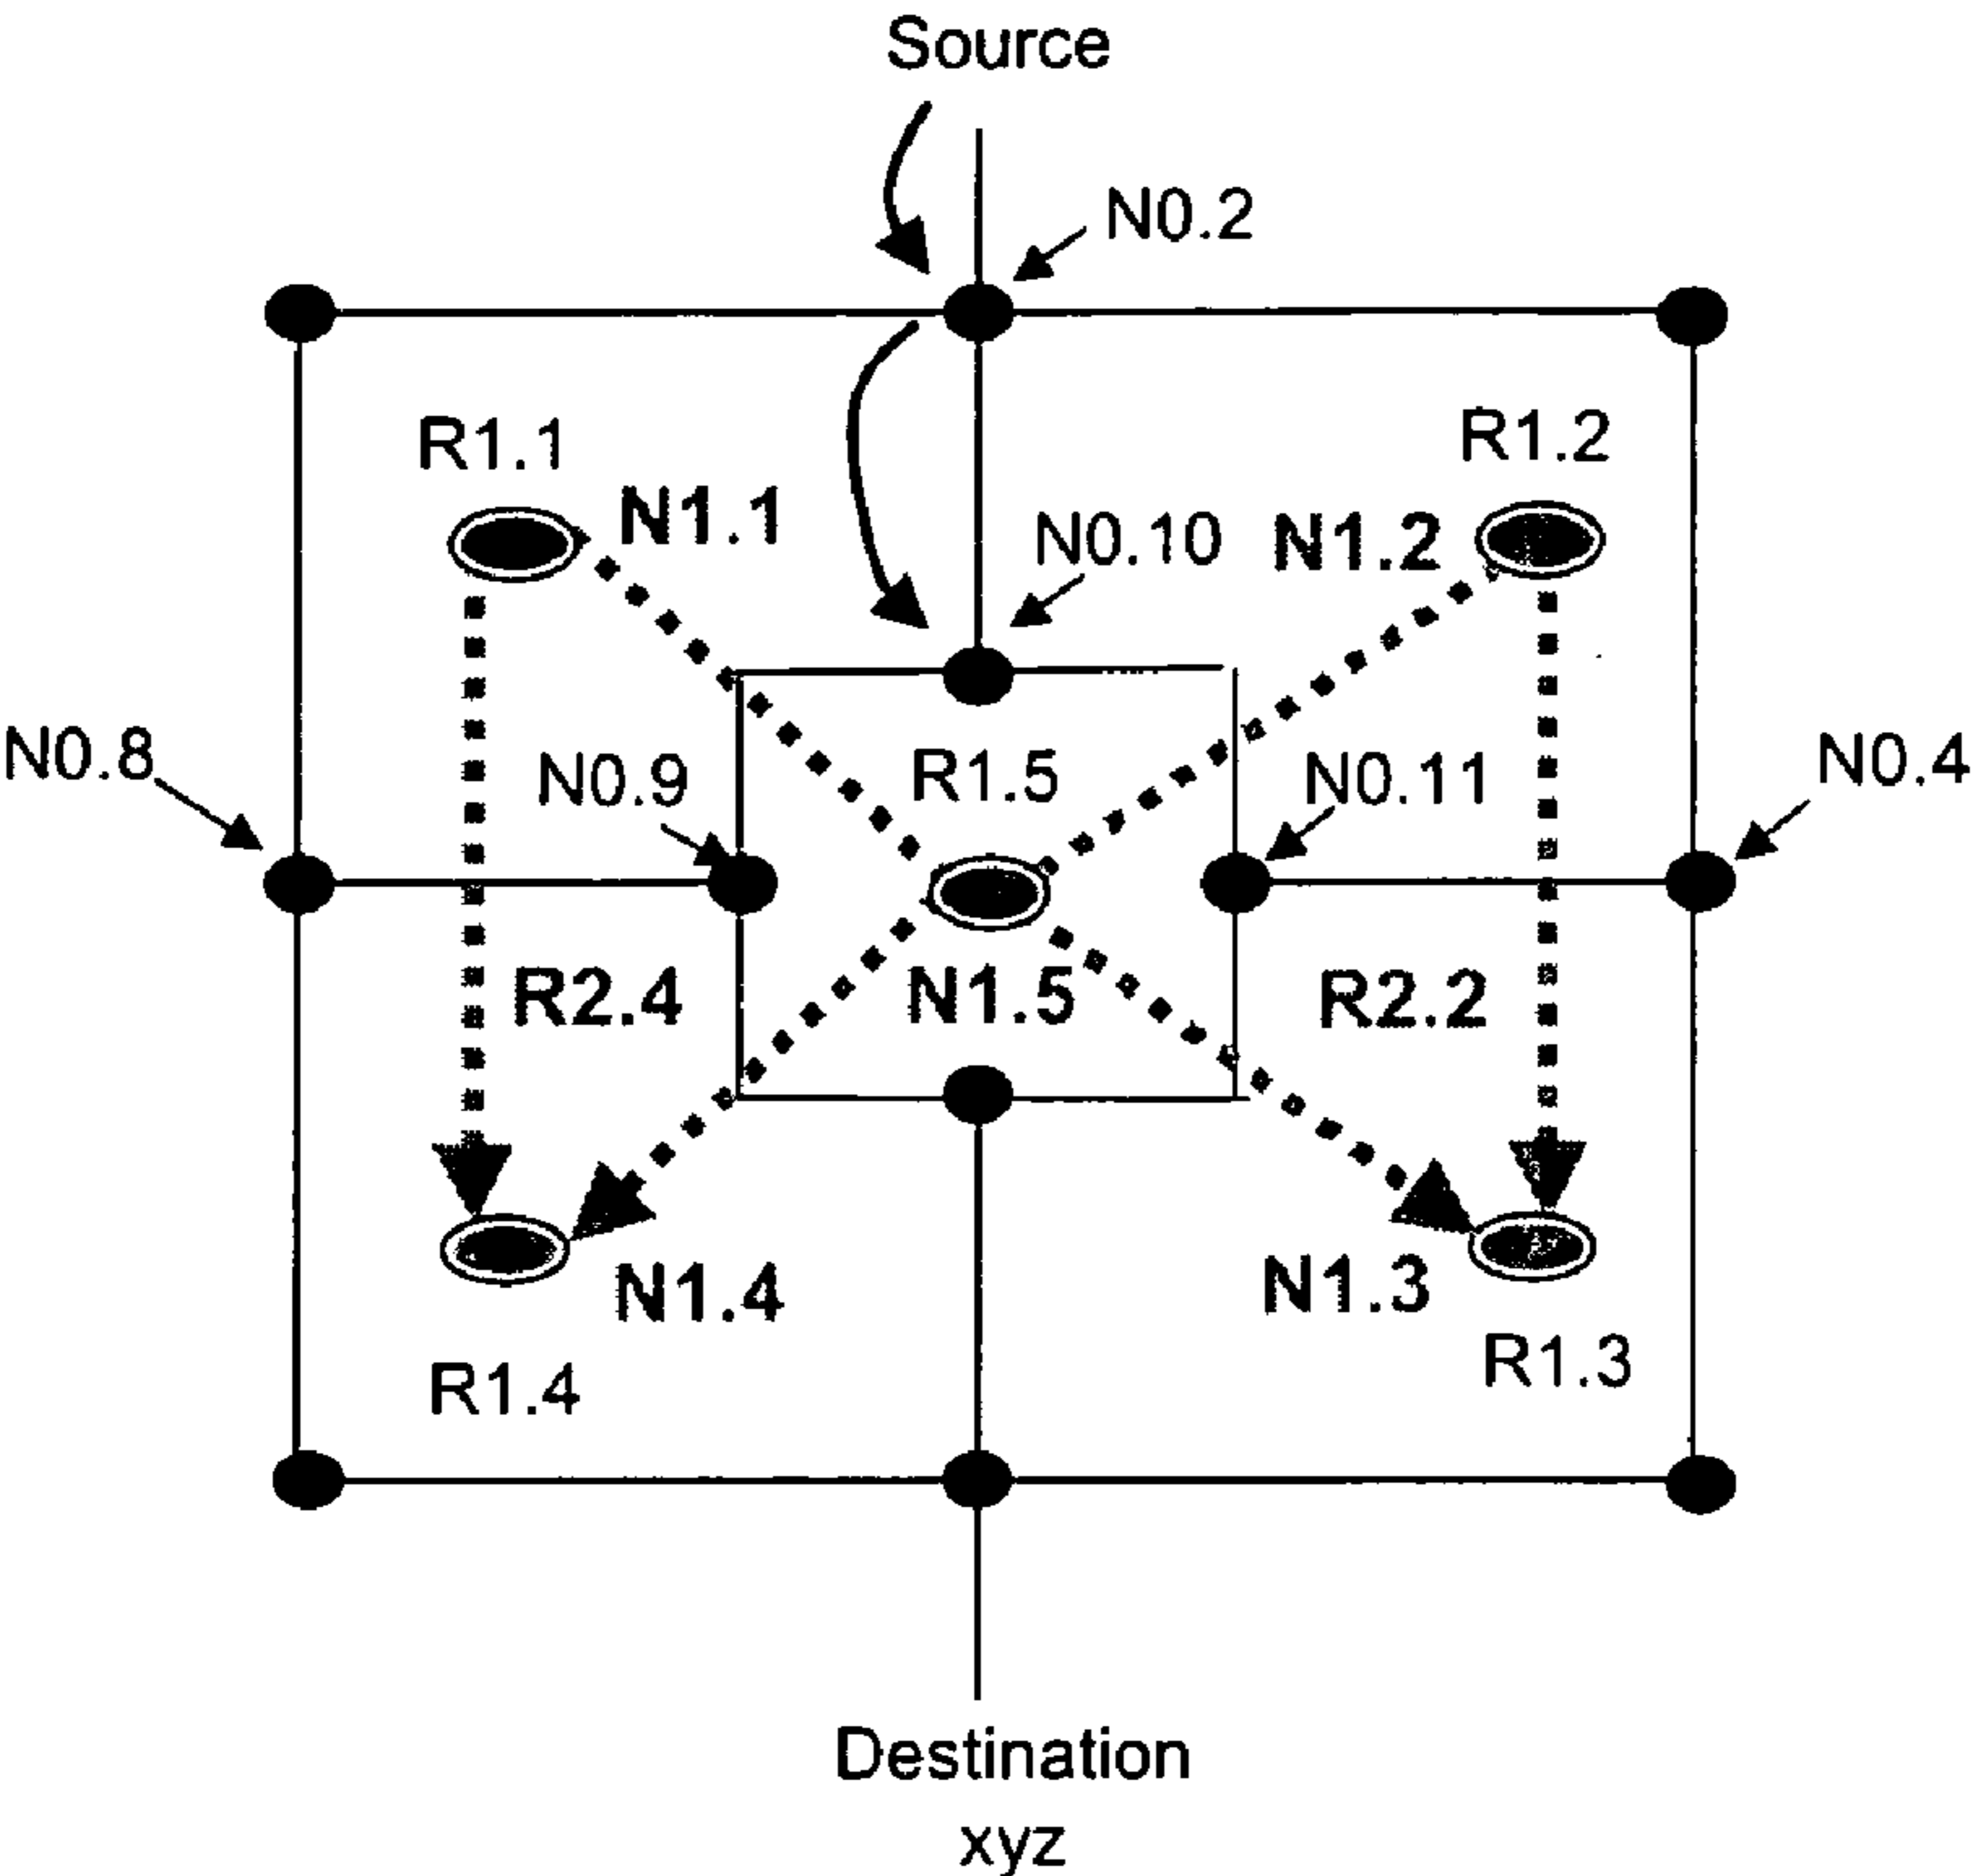 Source
N0.2
R1.1
R1.2
N1.1
N0.10
N1.2
N0.8
N0.9
R1.5
N0.11
N0.4
R2.4
N1.5
R2.2
N1.4
N1.3
R1.4
R1.3
Destination
xyz